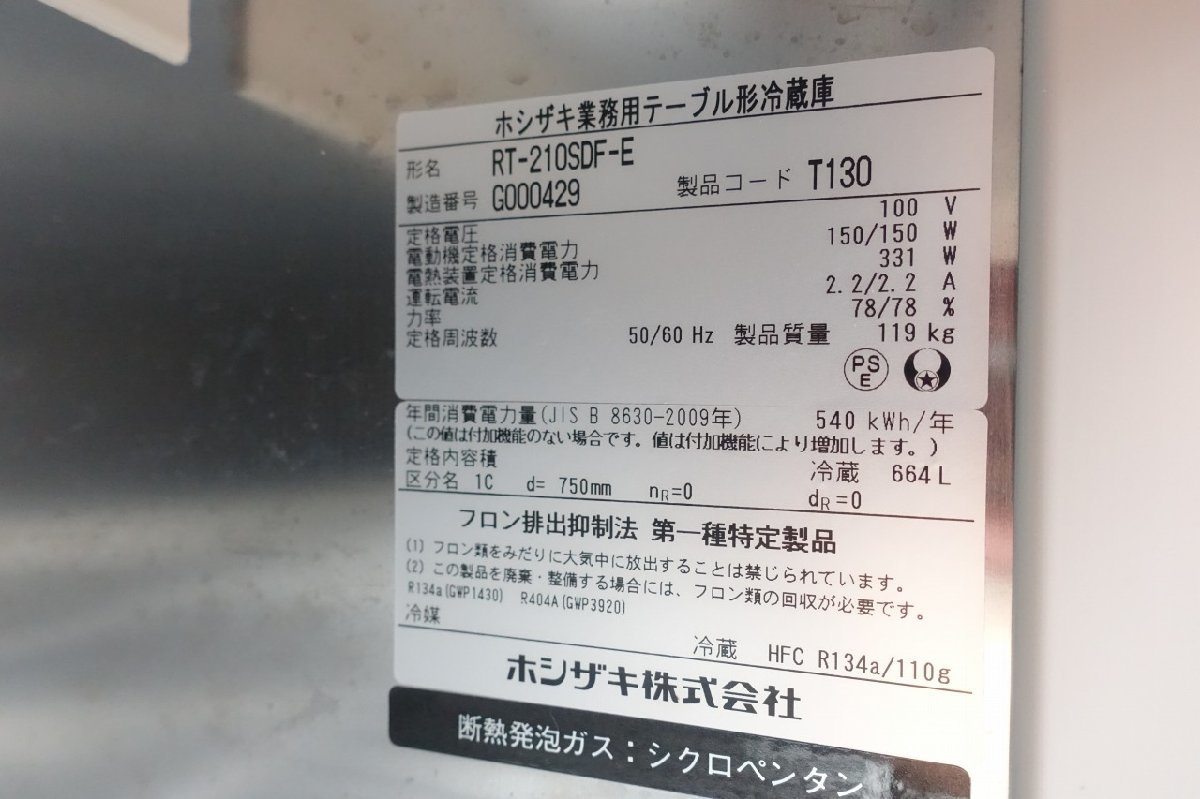 ホシザキ業務用テーブル形冷蔵庫
形名 RT-210SDF-E
製造番号 G000429 製品コード T130
定格電圧 100 V
電動機定格消費電力 150/150 W
電熱装置定格消費電力 331 W
運転電流 2.2/2.2 A
力率 78/78 %
定格周波数 50/60 Hz 製品質量 119 kg
PS
E
年間消費電力量(JIS B 8630-2009年) 540 kWh/年
(この値は付加機能のない場合です。値は付加機能により増加します。)
定格内容積 冷蔵 664L
区分名 1C d= 750mm nR=0 dR=0
フロン排出抑制法 第一種特定製品
(1) フロン類をみだりに大気中に放出することは禁じられています。
(2) この製品を廃棄・整備する場合には、フロン類の回収が必要です。
R134a(GWP1430) R404A(GWP3920)
冷媒 冷蔵 HFC R134a/110g
ホシザキ株式会社
断熱発泡ガス：シクロペンタン